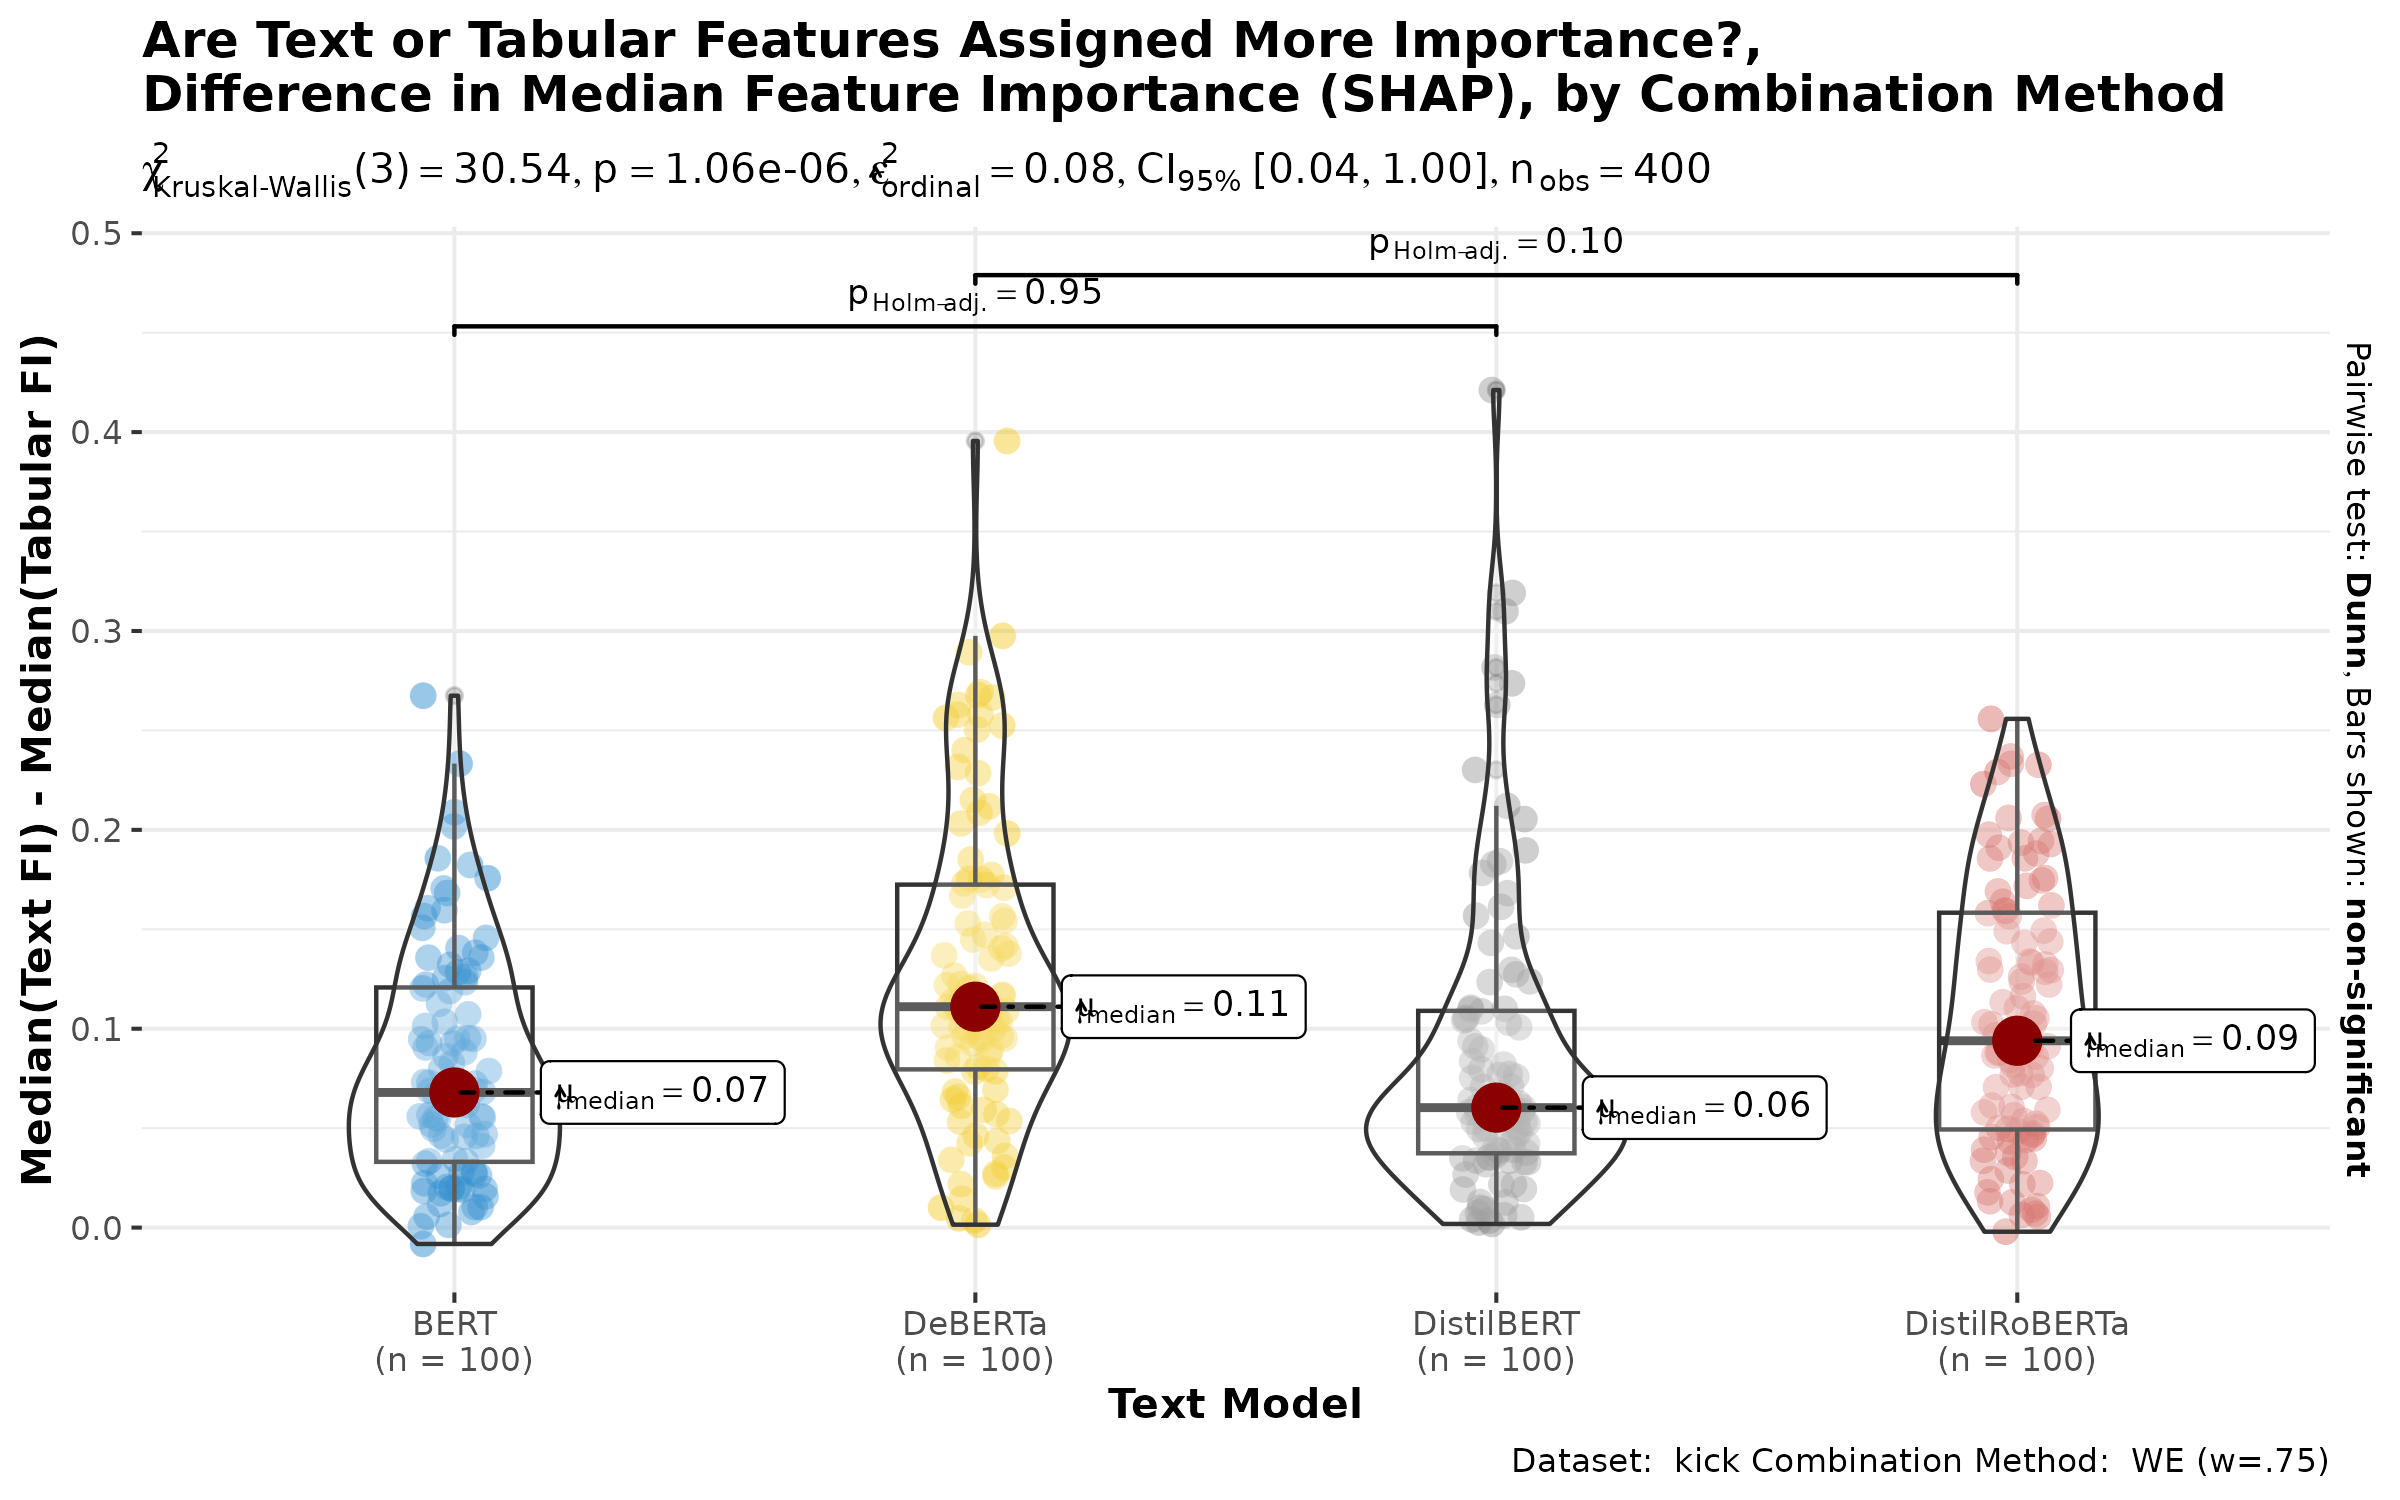 Are Text or Tabular Features Assigned More Importance?,
Difference in Median Feature Importance (SHAP), by Combination Method
χ²Kruskal-Wallis(3) = 30.54, p = 1.06e-06, ε̂²ordinal = 0.08, CI95% [0.04, 1.00], nobs = 400
Median(Text FI) - Median(Tabular FI)
0.5
0.4
0.3
0.2
0.1
0.0
pHolm-adj. = 0.10
pHolm-adj. = 0.95
μ̂median = 0.07
μ̂median = 0.11
μ̂median = 0.06
μ̂median = 0.09
Pairwise test: Dunn, Bars shown: non-significant
BERT
(n = 100)
DeBERTa
(n = 100)
DistilBERT
(n = 100)
DistilRoBERTa
(n = 100)
Text Model
Dataset: kick Combination Method: WE (w=.75)